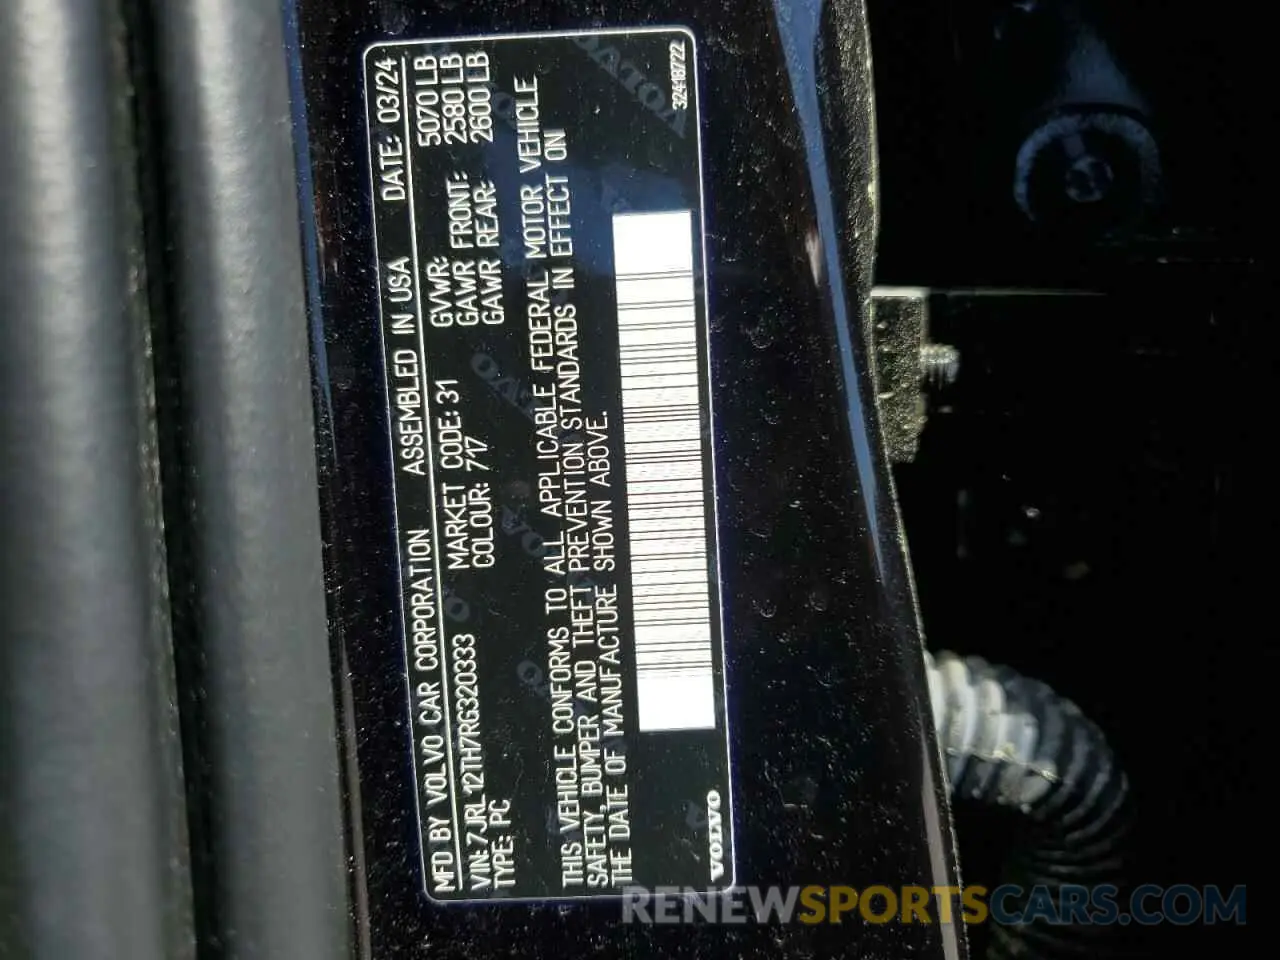 MFD BY VOLVO CAR CORPORATION ASSEMBLED IN USA DATE: 03/24
VIN: 7JRL12TH7RG320333 MARKET CODE: 31 GVWR: 5070 LB
TYPE: PC COLOUR: 717 GAWR FRONT: 2580 LB
GAWR REAR: 2600 LB
THIS VEHICLE CONFORMS TO ALL APPLICABLE FEDERAL MOTOR VEHICLE
SAFETY, BUMPER AND THEFT PREVENTION STANDARDS IN EFFECT ON
THE DATE OF MANUFACTURE SHOWN ABOVE.
VOLVO
32418722
RENEWSPORTSCARS.COM